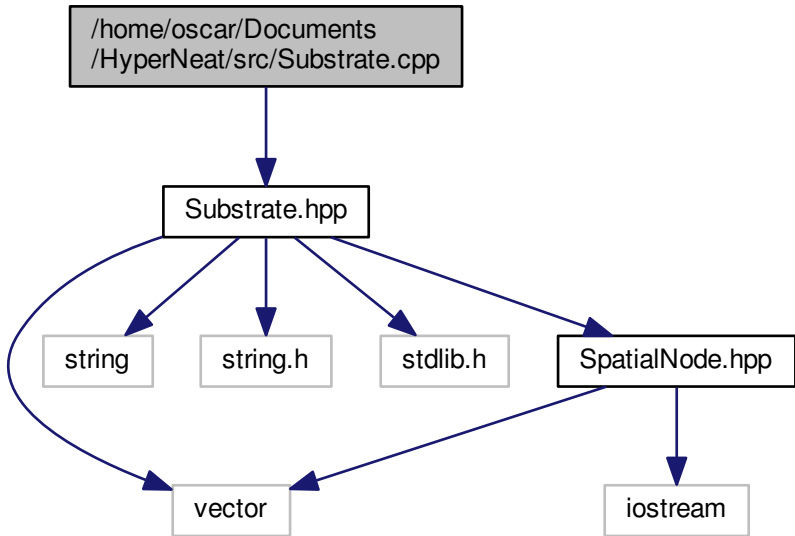 /home/oscar/Documents
/HyperNeat/src/Substrate.cpp
Substrate.hpp
string
string.h
stdlib.h
SpatialNode.hpp
vector
iostream